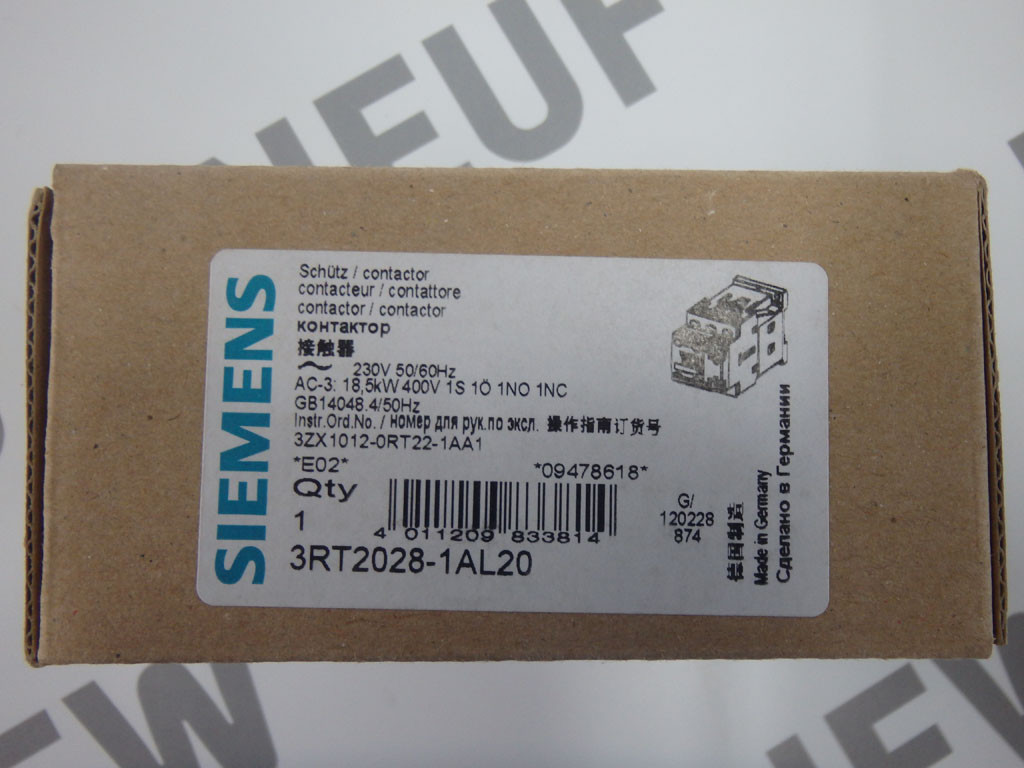 NEUF
SIEMENS
Schütz / contactor
contacteur / contattore
contactor / contactor
контактор
接触器
~ 230V 50/60Hz
AC-3: 18,5kW 400V 1S 1Ö 1NO 1NC
GB14048.4/50Hz
Instr.Ord.No. / номер для рук.по эксл. 操作指南订货号
3ZX1012-0RT22-1AA1
*E02* *09478618*
Qty
1
4 011209 833814
3RT2028-1AL20
G/
120228
874
德国制造
Made in Germany
Сделано в Германии
EW
NEW